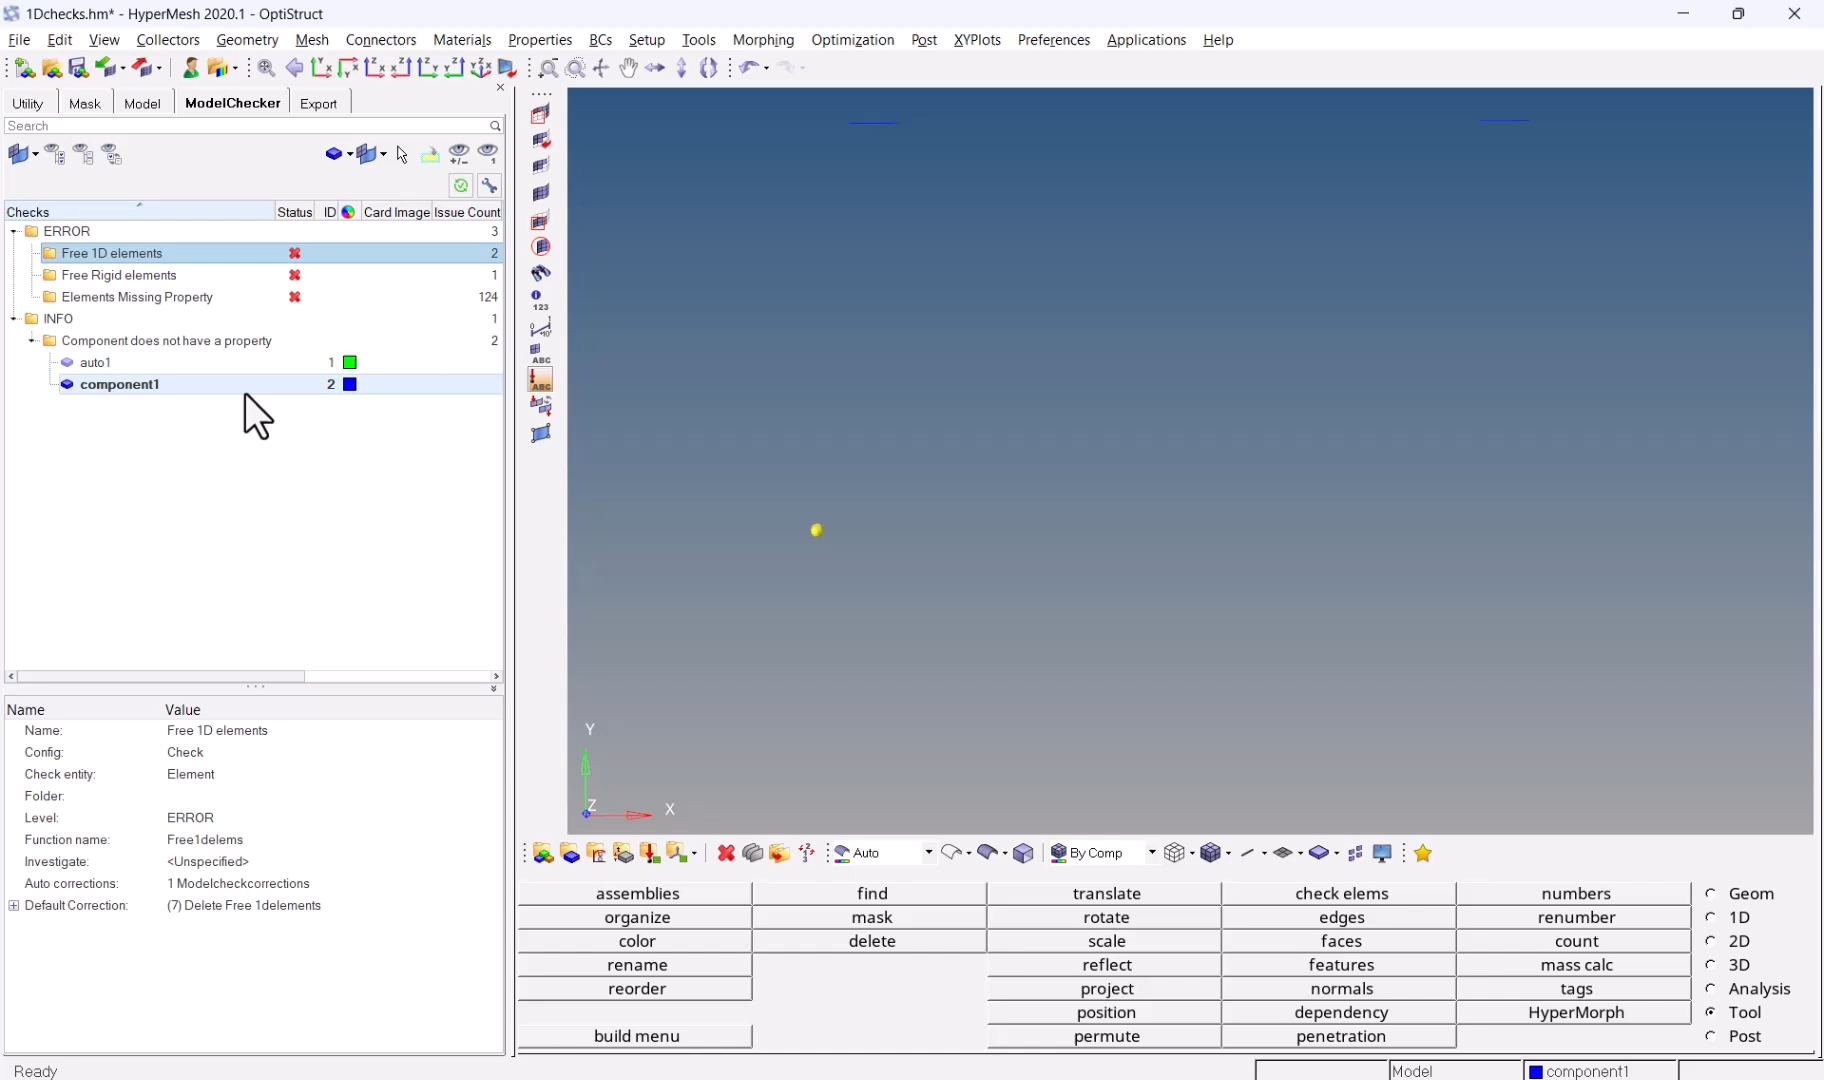 1Dchecks.hm* - HyperMesh 2020.1 - OptiStruct
File Edit View Collectors Geometry Mesh Connectors Materials Properties BCs Setup Tools Morphing Optimization Post XYPlots Preferences Applications Help
Utility Mask Model ModelChecker Export
Search
Checks Status ID Card Image Issue Count
ERROR 3
Free 1D elements 2
Free Rigid elements 1
Elements Missing Property 124
INFO 1
Component does not have a property 2
auto1 1
component1 2
Name Value
Name: Free 1D elements
Config: Check
Check entity: Element
Folder:
Level: ERROR
Function name: Free1delems
Investigate: <Unspecified>
Auto corrections: 1 Modelcheckcorrections
Default Correction: (7) Delete Free 1delements
123
ABC
ABC
Y
Z X
Auto By Comp
assemblies find translate check elems numbers Geom
organize mask rotate edges renumber 1D
color delete scale faces count 2D
rename reflect features mass calc 3D
reorder project normals tags Analysis
position dependency HyperMorph Tool
build menu permute penetration Post
Ready Model component1